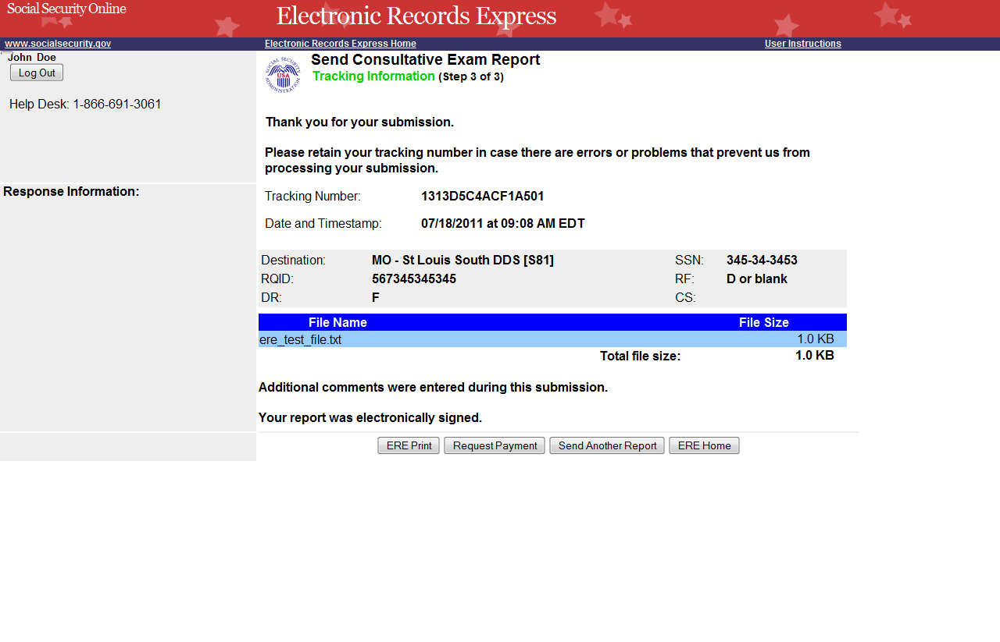 Social Security Online
Electronic Records Express
www.socialsecurity.gov
Electronic Records Express Home
User Instructions
John Doe
Log Out
Help Desk: 1-866-691-3061
Response Information:
SOCIAL SECURITY ADMINISTRATION
USA
Send Consultative Exam Report
Tracking Information (Step 3 of 3)
Thank you for your submission.
Please retain your tracking number in case there are errors or problems that prevent us from
processing your submission.
Tracking Number: 1313D5C4ACF1A501
Date and Timestamp: 07/18/2011 at 09:08 AM EDT
Destination: MO - St Louis South DDS [S81] SSN: 345-34-3453
RQID: 567345345345 RF: D or blank
DR: F CS:
File Name File Size
ere_test_file.txt 1.0 KB
Total file size: 1.0 KB
Additional comments were entered during this submission.
Your report was electronically signed.
ERE Print Request Payment Send Another Report ERE Home